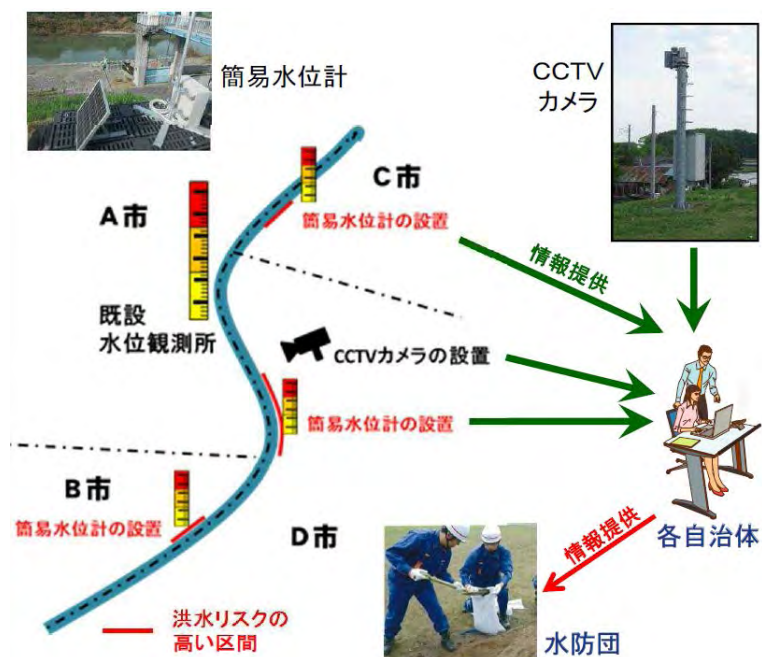 簡易水位計
CCTV
カメラ
C市
A市
簡易水位計の設置
情報提供
既設
水位観測所
CCTVカメラの設置
簡易水位計の設置
B市
簡易水位計の設置
D市
情報提供
各自治体
洪水リスクの
高い区間
水防団